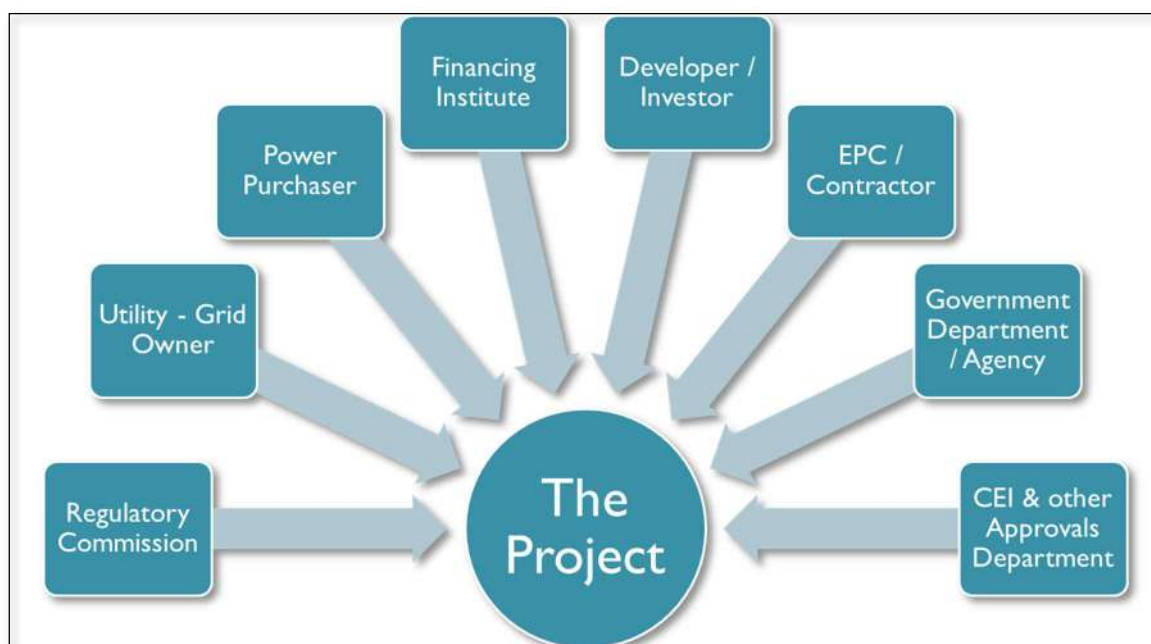 Financing
Institute
Developer /
Investor
Power
Purchaser
EPC /
Contractor
Utility - Grid
Owner
Government
Department
/ Agency
Regulatory
Commission
The
Project
CEI & other
Approvals
Department